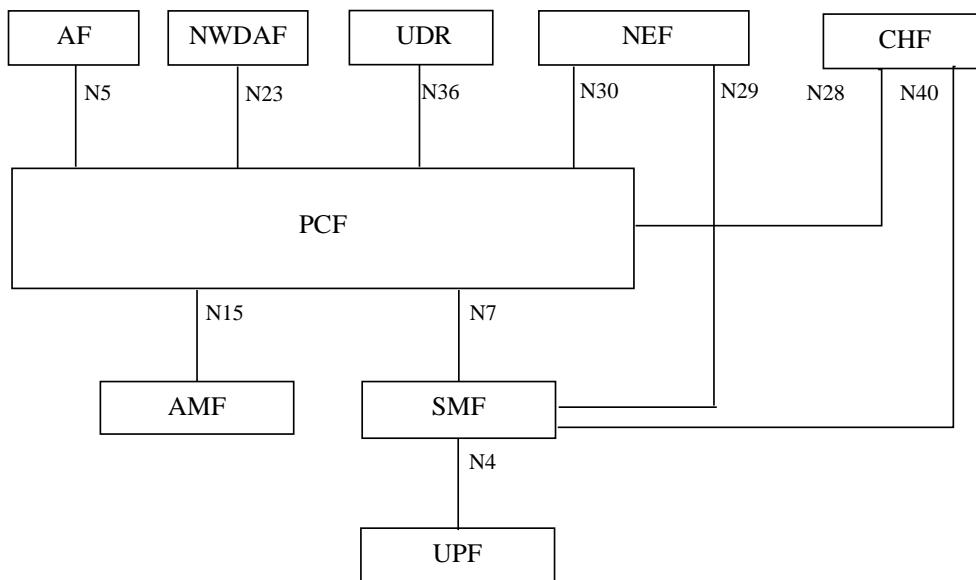 AF
NWDAF
UDR
NEF
CHF
N5
N23
N36
N30
N29
N28
N40
PCF
N15
N7
AMF
SMF
N4
UPF